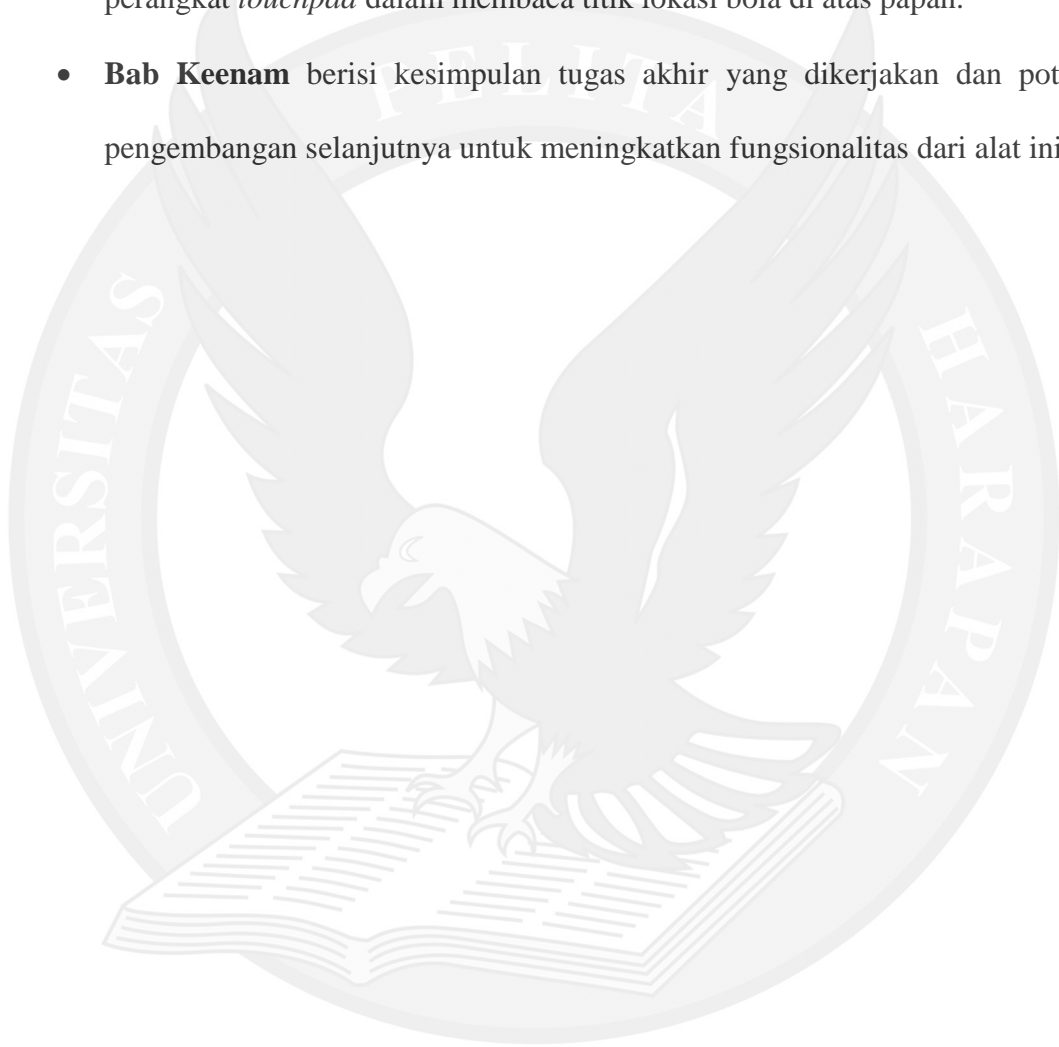 perangkat touchpad dalam membaca titik lokasi bola di atas papan.
• Bab Keenam berisi kesimpulan tugas akhir yang dikerjakan dan pot
pengembangan selanjutnya untuk meningkatkan fungsionalitas dari alat ini
UNIVERSITAS PELITA HARAPAN